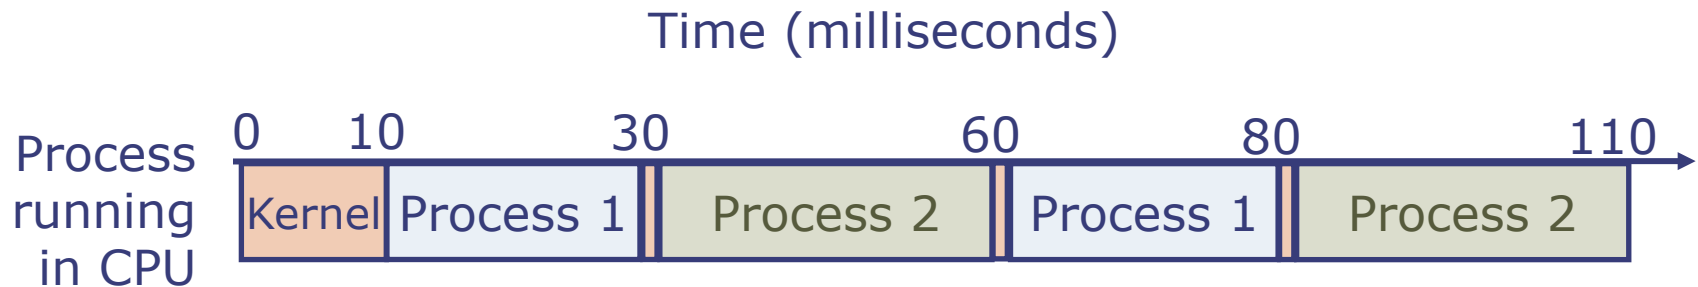 Time (milliseconds)
0 10 30 60 80 110
Process
running
in CPU
Kernel Process 1 Process 2 Process 1 Process 2